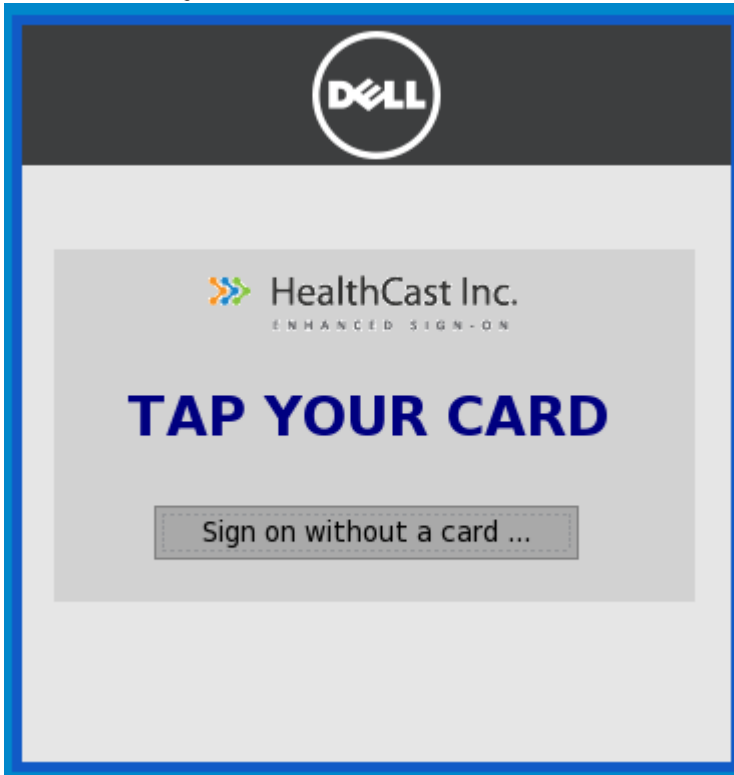 DELL
HealthCast Inc.
ENHANCED SIGN-ON
TAP YOUR CARD
Sign on without a card ...